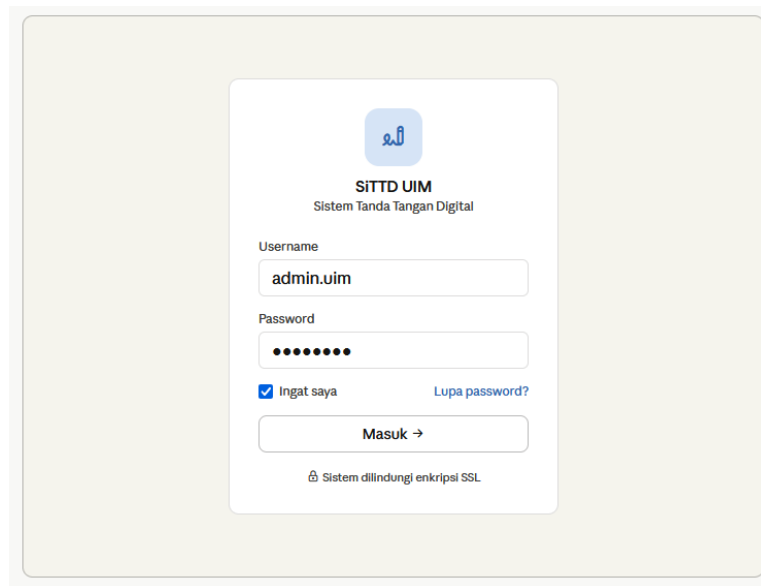 SiTTD UIM
Sistem Tanda Tangan Digital
Username
admin.uim
Password
••••••••
Ingat saya Lupa password?
Masuk →
Sistem dilindungi enkripsi SSL